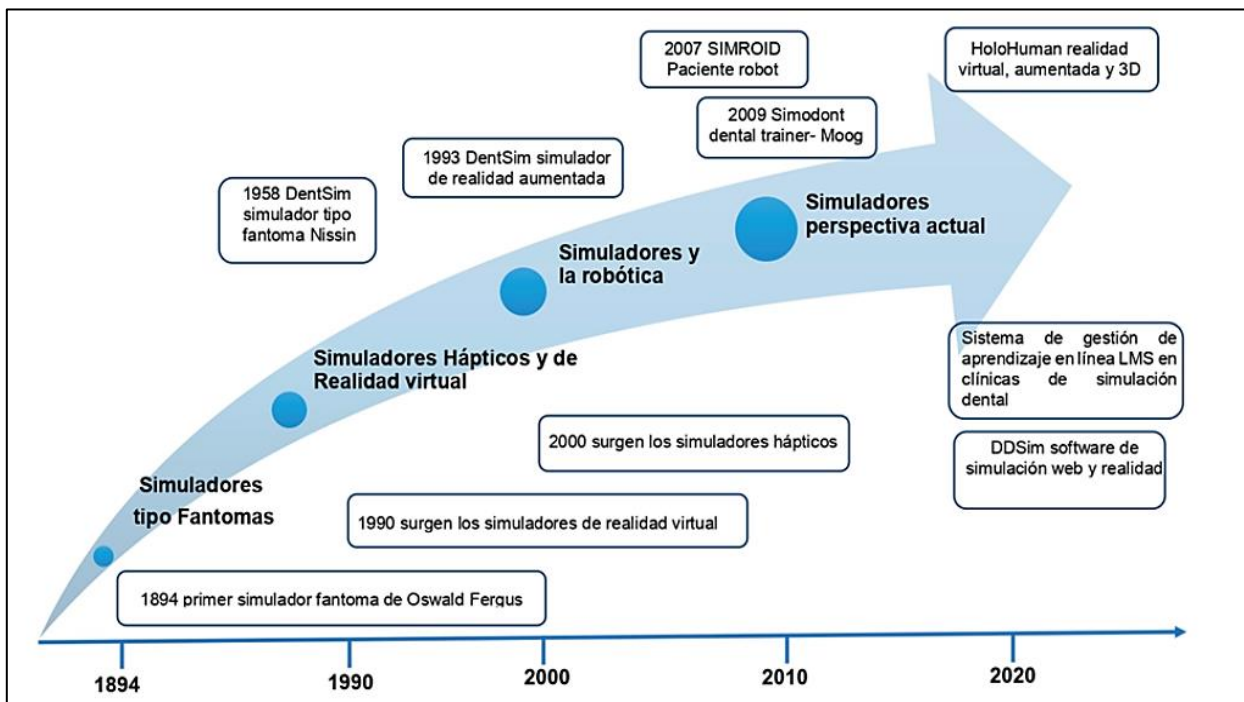 2007 SIMROID
Paciente robot
HoloHuman realidad
virtual, aumentada y 3D
2009 Simodont
dental trainer- Moog
1993 DentSim simulador
de realidad aumentada
1958 DentSim
simulador tipo
fantoma Nissin
Simuladores
perspectiva actual
Simuladores y
la robótica
Simuladores Hápticos y de
Realidad virtual
Sistema de gestión de
aprendizaje en línea LMS en
clínicas de simulación
dental
2000 surgen los simuladores hápticos
DDSim software de
simulación web y realidad
Simuladores
tipo Fantomas
1990 surgen los simuladores de realidad virtual
1894 primer simulador fantoma de Oswald Fergus
1894
1990
2000
2010
2020